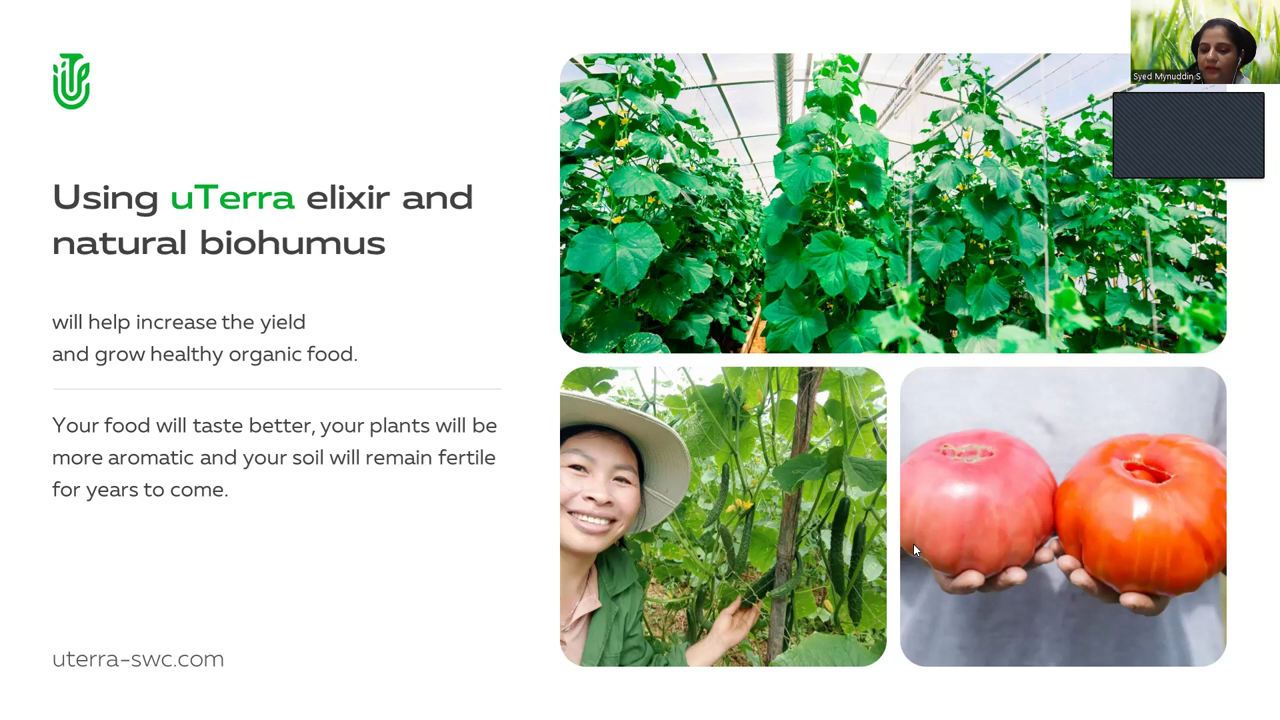 Using uTerra elixir and
natural biohumus
will help increase the yield
and grow healthy organic food.
Your food will taste better, your plants will be
more aromatic and your soil will remain fertile
for years to come.
uterra-swc.com
Syed Mynuddin S